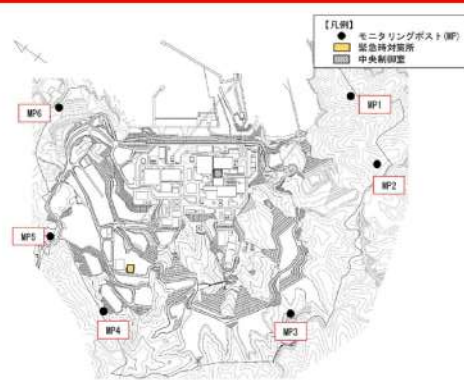 【凡例】
モニタリングポスト(MP)
緊急時対策所
中央制御室
MP1
MP6
MP2
MP5
MP4
MP3